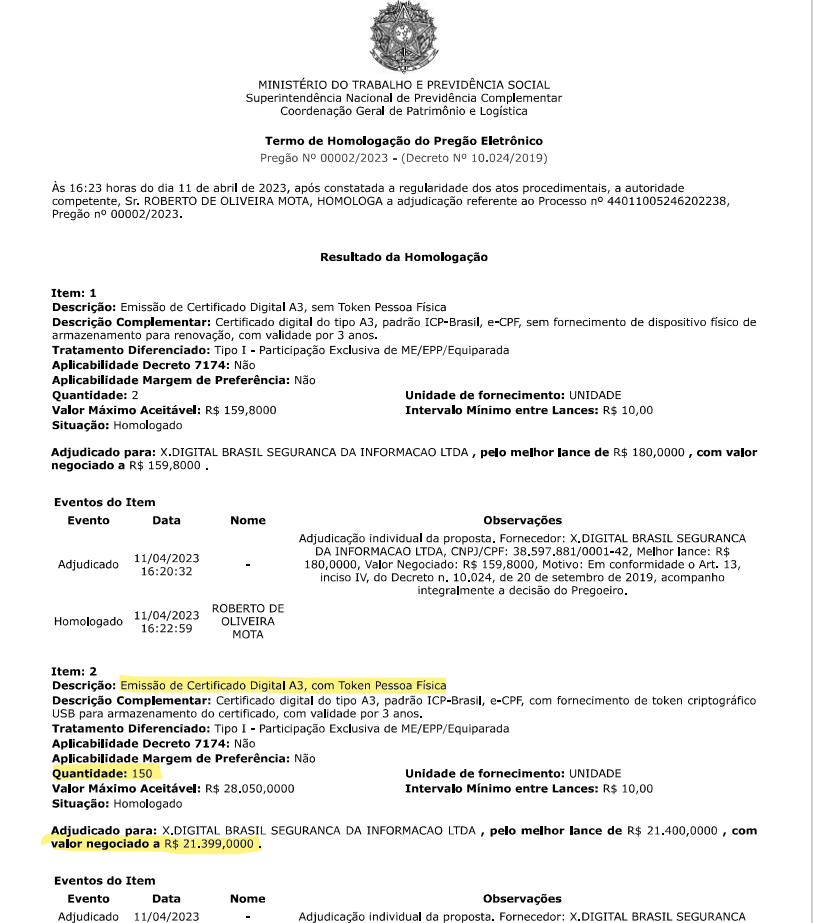 MINISTÉRIO DO TRABALHO E PREVIDÊNCIA SOCIAL
Superintendência Nacional de Previdência Complementar
Coordenação Geral de Patrimônio e Logística
Termo de Homologação do Pregão Eletrônico
Pregão Nº 00002/2023 - (Decreto Nº 10.024/2019)
Às 16:23 horas do dia 11 de abril de 2023, após constatada a regularidade dos atos procedimentais, a autoridade
competente, Sr. ROBERTO DE OLIVEIRA MOTA, HOMOLOGA a adjudicação referente ao Processo nº 44011005246202238,
Pregão nº 00002/2023.
Resultado da Homologação
Item: 1
Descrição: Emissão de Certificado Digital A3, sem Token Pessoa Física
Descrição Complementar: Certificado digital do tipo A3, padrão ICP-Brasil, e-CPF, sem fornecimento de dispositivo físico de
armazenamento para renovação, com validade por 3 anos.
Tratamento Diferenciado: Tipo I - Participação Exclusiva de ME/EPP/Equiparada
Aplicabilidade Decreto 7174: Não
Aplicabilidade Margem de Preferência: Não
Quantidade: 2 Unidade de fornecimento: UNIDADE
Valor Máximo Aceitável: R$ 159,8000 Intervalo Mínimo entre Lances: R$ 10,00
Situação: Homologado
Adjudicado para: X.DIGITAL BRASIL SEGURANCA DA INFORMACAO LTDA , pelo melhor lance de R$ 180,0000 , com valor
negociado a R$ 159,8000 .
Eventos do Item
Evento Data Nome Observações
Adjudicado 11/04/2023 16:20:32 - Adjudicação individual da proposta. Fornecedor: X.DIGITAL BRASIL SEGURANCA
DA INFORMACAO LTDA, CNPJ/CPF: 38.597.881/0001-42, Melhor lance: R$
180,0000, Valor Negociado: R$ 159,8000, Motivo: Em conformidade o Art. 13,
inciso IV, do Decreto n. 10.024, de 20 de setembro de 2019, acompanho
integralmente a decisão do Pregoeiro.
Homologado 11/04/2023 16:22:59 ROBERTO DE
OLIVEIRA
MOTA
Item: 2
Descrição: Emissão de Certificado Digital A3, com Token Pessoa Física
Descrição Complementar: Certificado digital do tipo A3, padrão ICP-Brasil, e-CPF, com fornecimento de token criptográfico
USB para armazenamento do certificado, com validade por 3 anos.
Tratamento Diferenciado: Tipo I - Participação Exclusiva de ME/EPP/Equiparada
Aplicabilidade Decreto 7174: Não
Aplicabilidade Margem de Preferência: Não
Quantidade: 150 Unidade de fornecimento: UNIDADE
Valor Máximo Aceitável: R$ 28.050,0000 Intervalo Mínimo entre Lances: R$ 10,00
Situação: Homologado
Adjudicado para: X.DIGITAL BRASIL SEGURANCA DA INFORMACAO LTDA , pelo melhor lance de R$ 21.400,0000 , com
valor negociado a R$ 21.399,0000 .
Eventos do Item
Evento Data Nome Observações
Adjudicado 11/04/2023 - Adjudicação individual da proposta. Fornecedor: X.DIGITAL BRASIL SEGURANCA